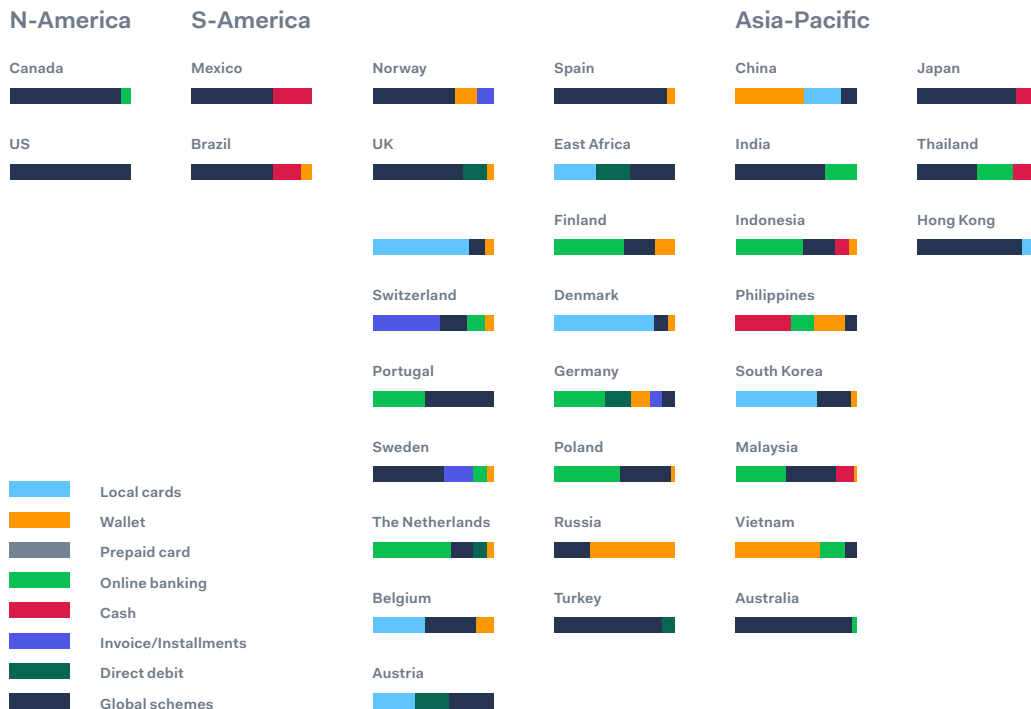 N-America
S-America
Asia-Pacific
Canada
Mexico
Norway
Spain
China
Japan
US
Brazil
UK
East Africa
India
Thailand
Finland
Indonesia
Hong Kong
Switzerland
Denmark
Philippines
Portugal
Germany
South Korea
Sweden
Poland
Malaysia
The Netherlands
Russia
Vietnam
Belgium
Turkey
Australia
Austria
Local cards
Wallet
Prepaid card
Online banking
Cash
Invoice/Installments
Direct debit
Global schemes